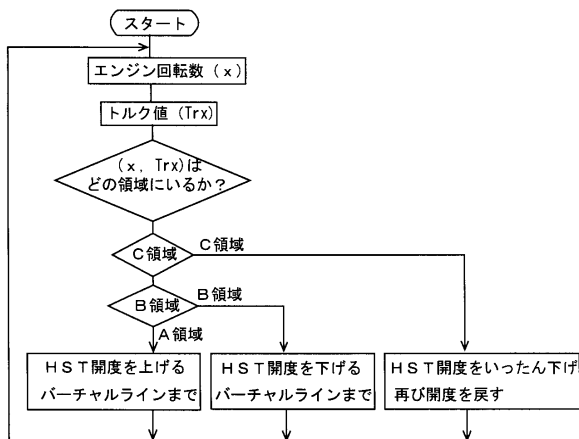 スタート
エンジン回転数（ｘ）
トルク値（Trx）
（ｘ，Trx)は
どの領域にいるか？
Ｃ領域
Ｃ領域
Ｂ領域
Ｂ領域
Ａ領域
ＨＳＴ開度を上げる
バーチャルラインまで
ＨＳＴ開度を下げる
バーチャルラインまで
ＨＳＴ開度をいったん下げ
再び開度を戻す